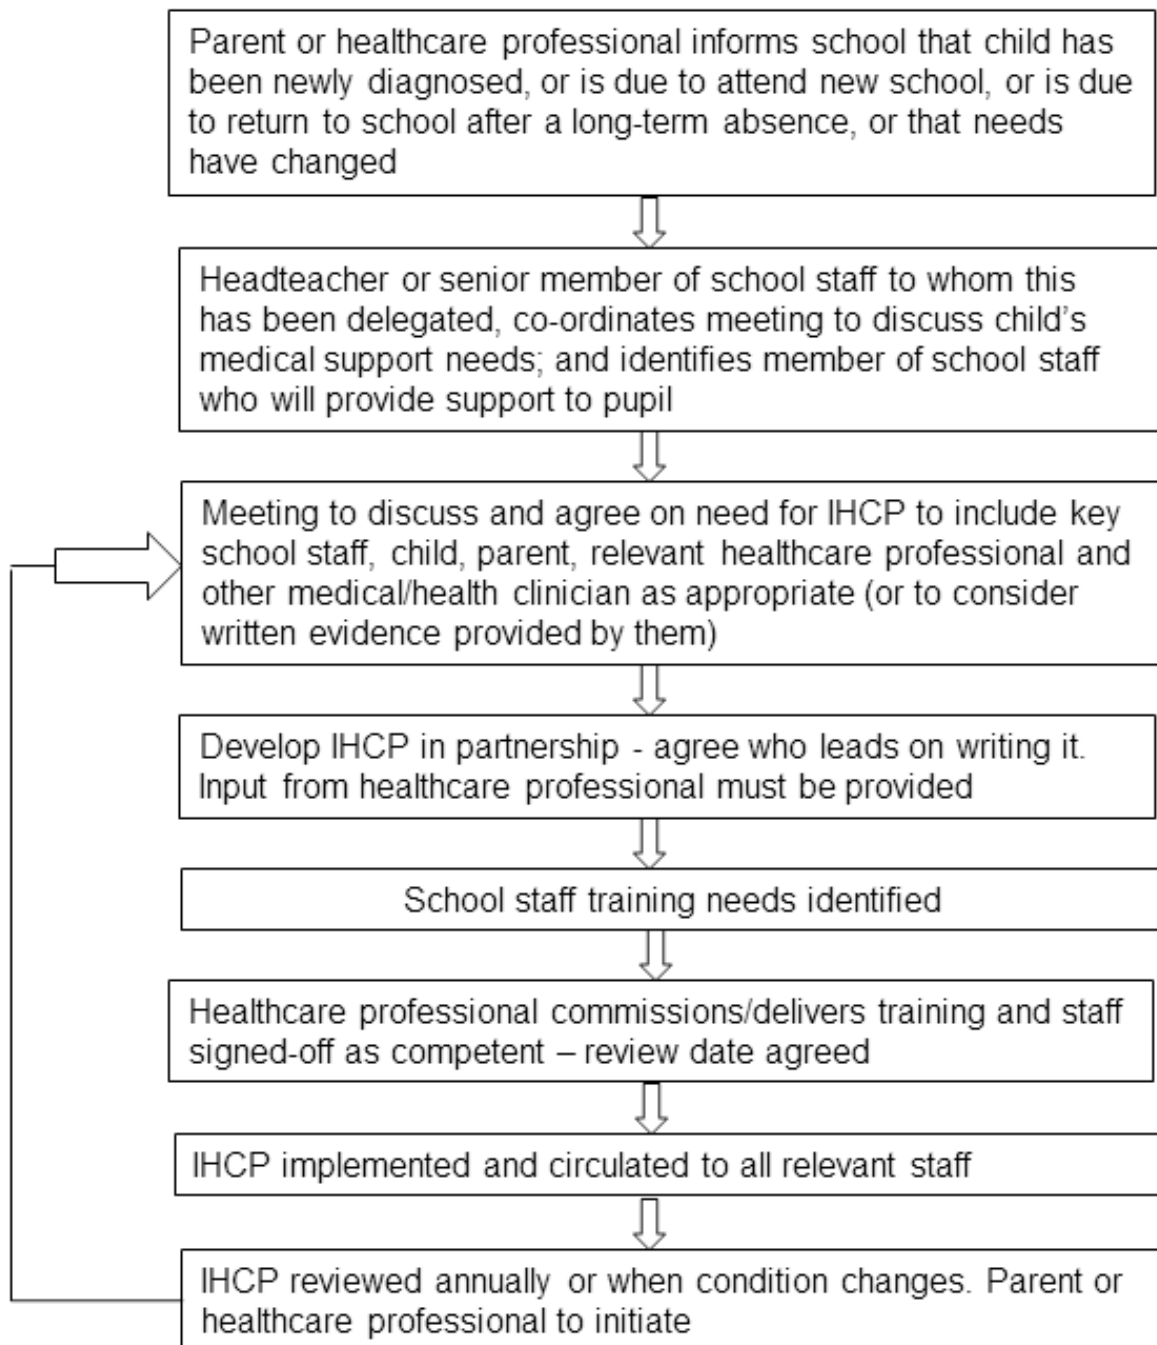 Parent or healthcare professional informs school that child has
been newly diagnosed, or is due to attend new school, or is due
to return to school after a long-term absence, or that needs
have changed
Headteacher or senior member of school staff to whom this
has been delegated, co-ordinates meeting to discuss child's
medical support needs; and identifies member of school staff
who will provide support to pupil
Meeting to discuss and agree on need for IHCP to include key
school staff, child, parent, relevant healthcare professional and
other medical/health clinician as appropriate (or to consider
written evidence provided by them)
Develop IHCP in partnership - agree who leads on writing it.
Input from healthcare professional must be provided
School staff training needs identified
Healthcare professional commissions/delivers training and staff
signed-off as competent – review date agreed
IHCP implemented and circulated to all relevant staff
IHCP reviewed annually or when condition changes. Parent or
healthcare professional to initiate